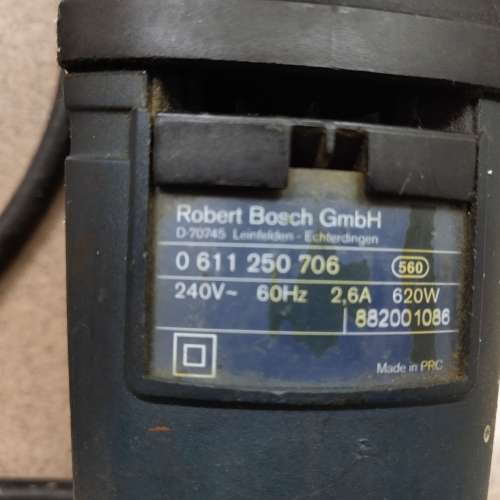 Robert Bosch GmbH
D-70745 Leinfelden - Echterdingen
0 611 250 706 560
240V~ 60Hz 2,6A 620W
882001086
Made in PRC